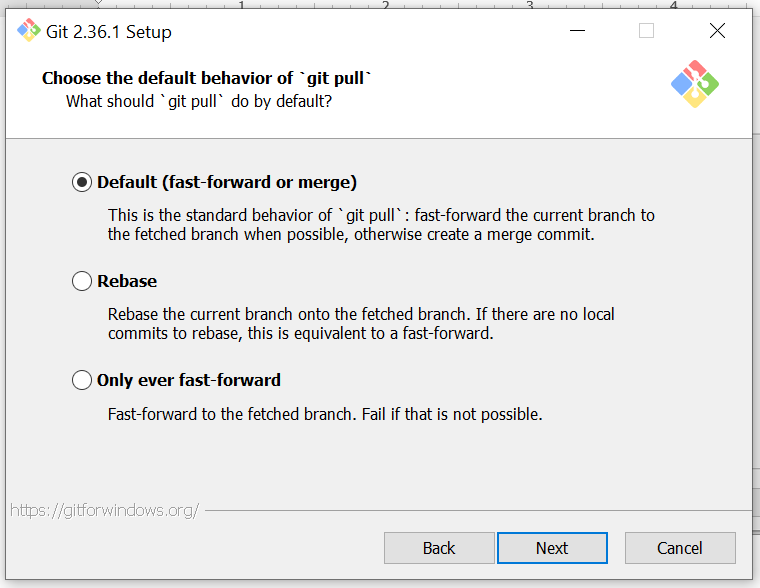 1 2 3 4
Git 2.36.1 Setup
Choose the default behavior of `git pull`
What should `git pull` do by default?
Default (fast-forward or merge)
This is the standard behavior of `git pull`: fast-forward the current branch to
the fetched branch when possible, otherwise create a merge commit.
Rebase
Rebase the current branch onto the fetched branch. If there are no local
commits to rebase, this is equivalent to a fast-forward.
Only ever fast-forward
Fast-forward to the fetched branch. Fail if that is not possible.
https://gitforwindows.org/
Back Next Cancel